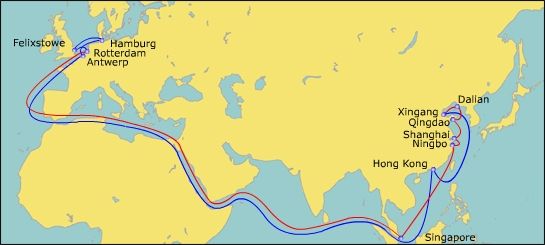 Felixstowe
Hamburg
Rotterdam
Antwerp
Dalian
Xingang
Qingdao
Shanghai
Ningbo
Hong Kong
Singapore